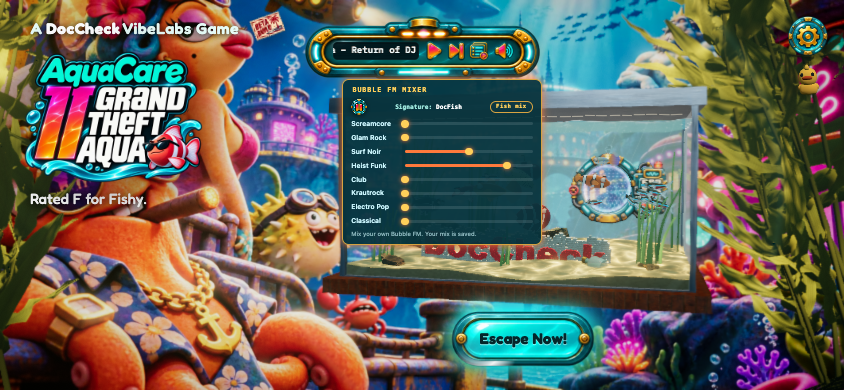 A DocCheck VibeLabs Game
AquaCare
11 GRAND
THEFT
AQUA
Rated F for Fishy.
- Return of DJ
BUBBLE FM MIXER
Signature: DocFish
Fish mix
Screamcore
Glam Rock
Surf Noir
Heist Funk
Club
Krautrock
Electro Pop
Classical
Mix your own Bubble FM. Your mix is saved.
DocCheck
Escape Now!